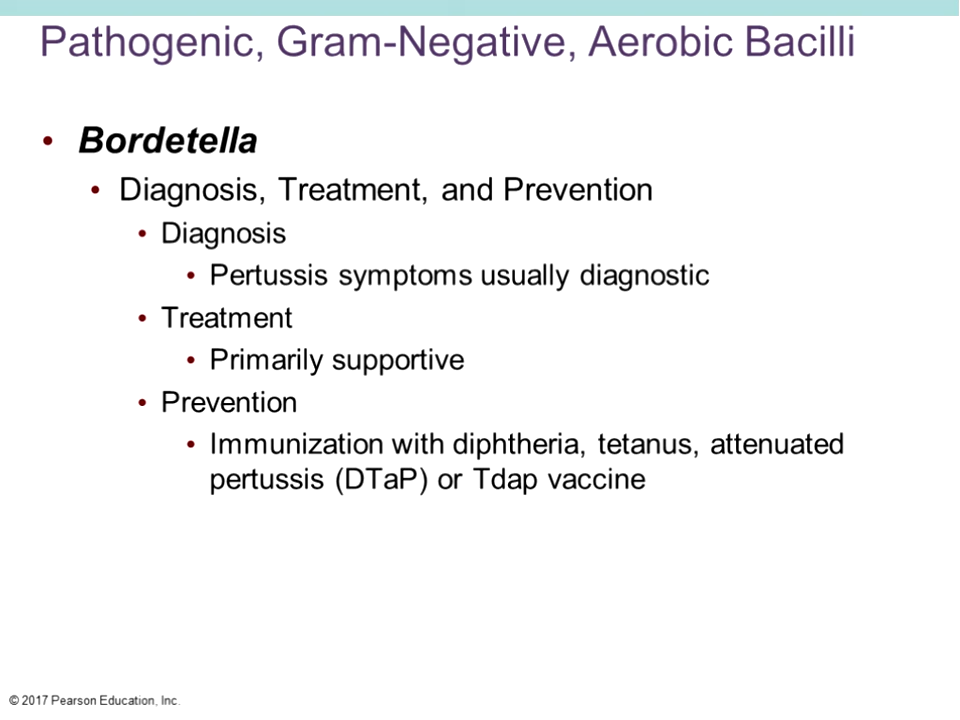 Pathogenic, Gram-Negative, Aerobic Bacilli
• Bordetella
• Diagnosis, Treatment, and Prevention
• Diagnosis
• Pertussis symptoms usually diagnostic
• Treatment
• Primarily supportive
• Prevention
• Immunization with diphtheria, tetanus, attenuated
pertussis (DTaP) or Tdap vaccine
© 2017 Pearson Education, Inc.